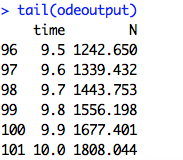 > tail(odeoutput)
time N
96 9.5 1242.650
97 9.6 1339.432
98 9.7 1443.753
99 9.8 1556.198
100 9.9 1677.401
101 10.0 1808.044